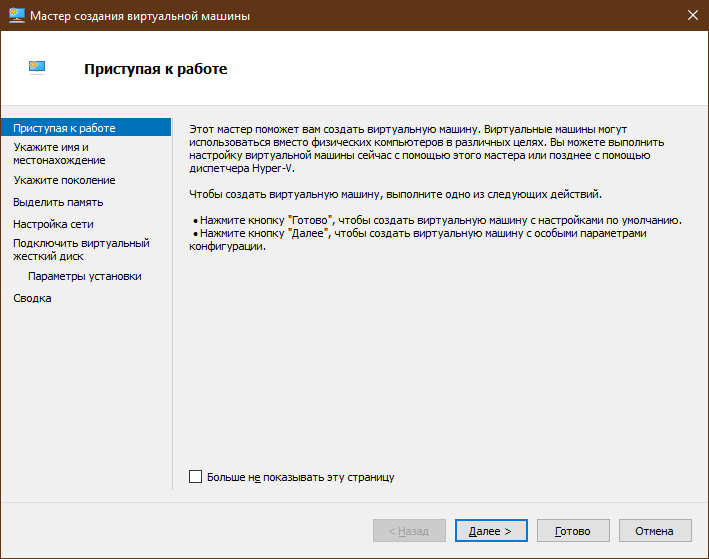 Мастер создания виртуальной машины
Приступая к работе
Приступая к работе
Укажите имя и
местонахождение
Укажите поколение
Выделить память
Настройка сети
Подключить виртуальный
жесткий диск
Параметры установки
Сводка
Этот мастер поможет вам создать виртуальную машину. Виртуальные машины могут
использоваться вместо физических компьютеров в различных целях. Вы можете выполнить
настройку виртуальной машины сейчас с помощью этого мастера или позднее с помощью
диспетчера Hyper-V.
Чтобы создать виртуальную машину, выполните одно из следующих действий.
• Нажмите кнопку "Готово", чтобы создать виртуальную машину с настройками по умолчанию.
• Нажмите кнопку "Далее", чтобы создать виртуальную машину с особыми параметрами
конфигурации.
Больше не показывать эту страницу
< Назад
Далее >
Готово
Отмена